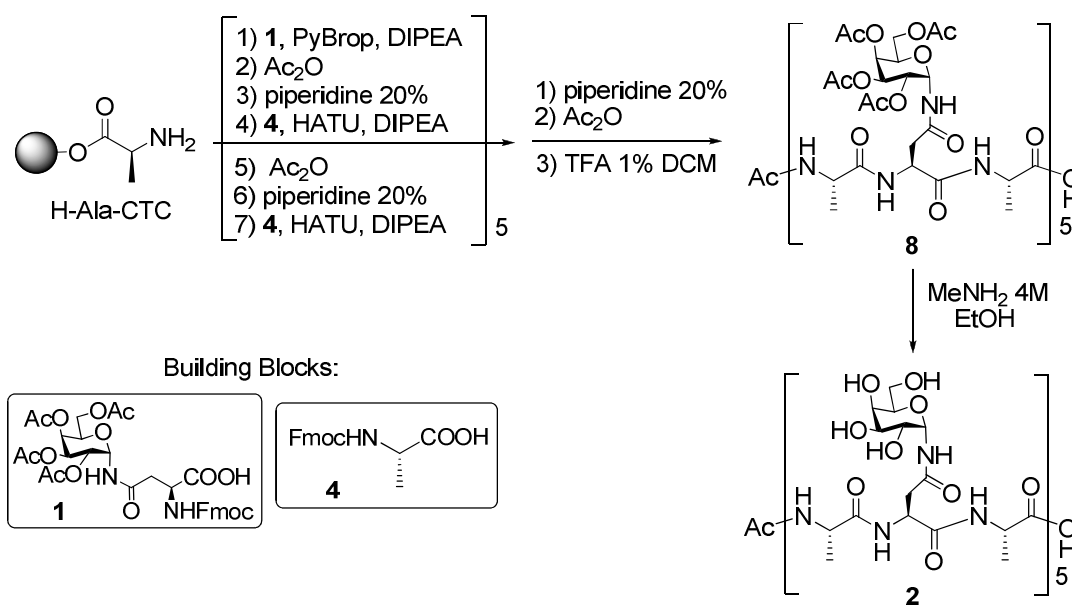 1) 1, PyBrop, DIPEA
2) Ac2O
3) piperidine 20%
4) 4, HATU, DIPEA
5) Ac2O
6) piperidine 20%
7) 4, HATU, DIPEA
5
O
O
NH2
H-Ala-CTC
1) piperidine 20%
2) Ac2O
3) TFA 1% DCM
AcO
OAc
O
AcO
AcO
NH
O
Ac
H
N
O
N
H
O
H
N
O
O
H
5
8
MeNH2 4M
EtOH
Building Blocks:
OAc
OAc
O
AcO
AcO
HN
O
COOH
NHFmoc
1
FmocHN
COOH
4
HO
OH
O
HO
HO
NH
O
Ac
H
N
O
N
H
O
H
N
O
O
H
5
2